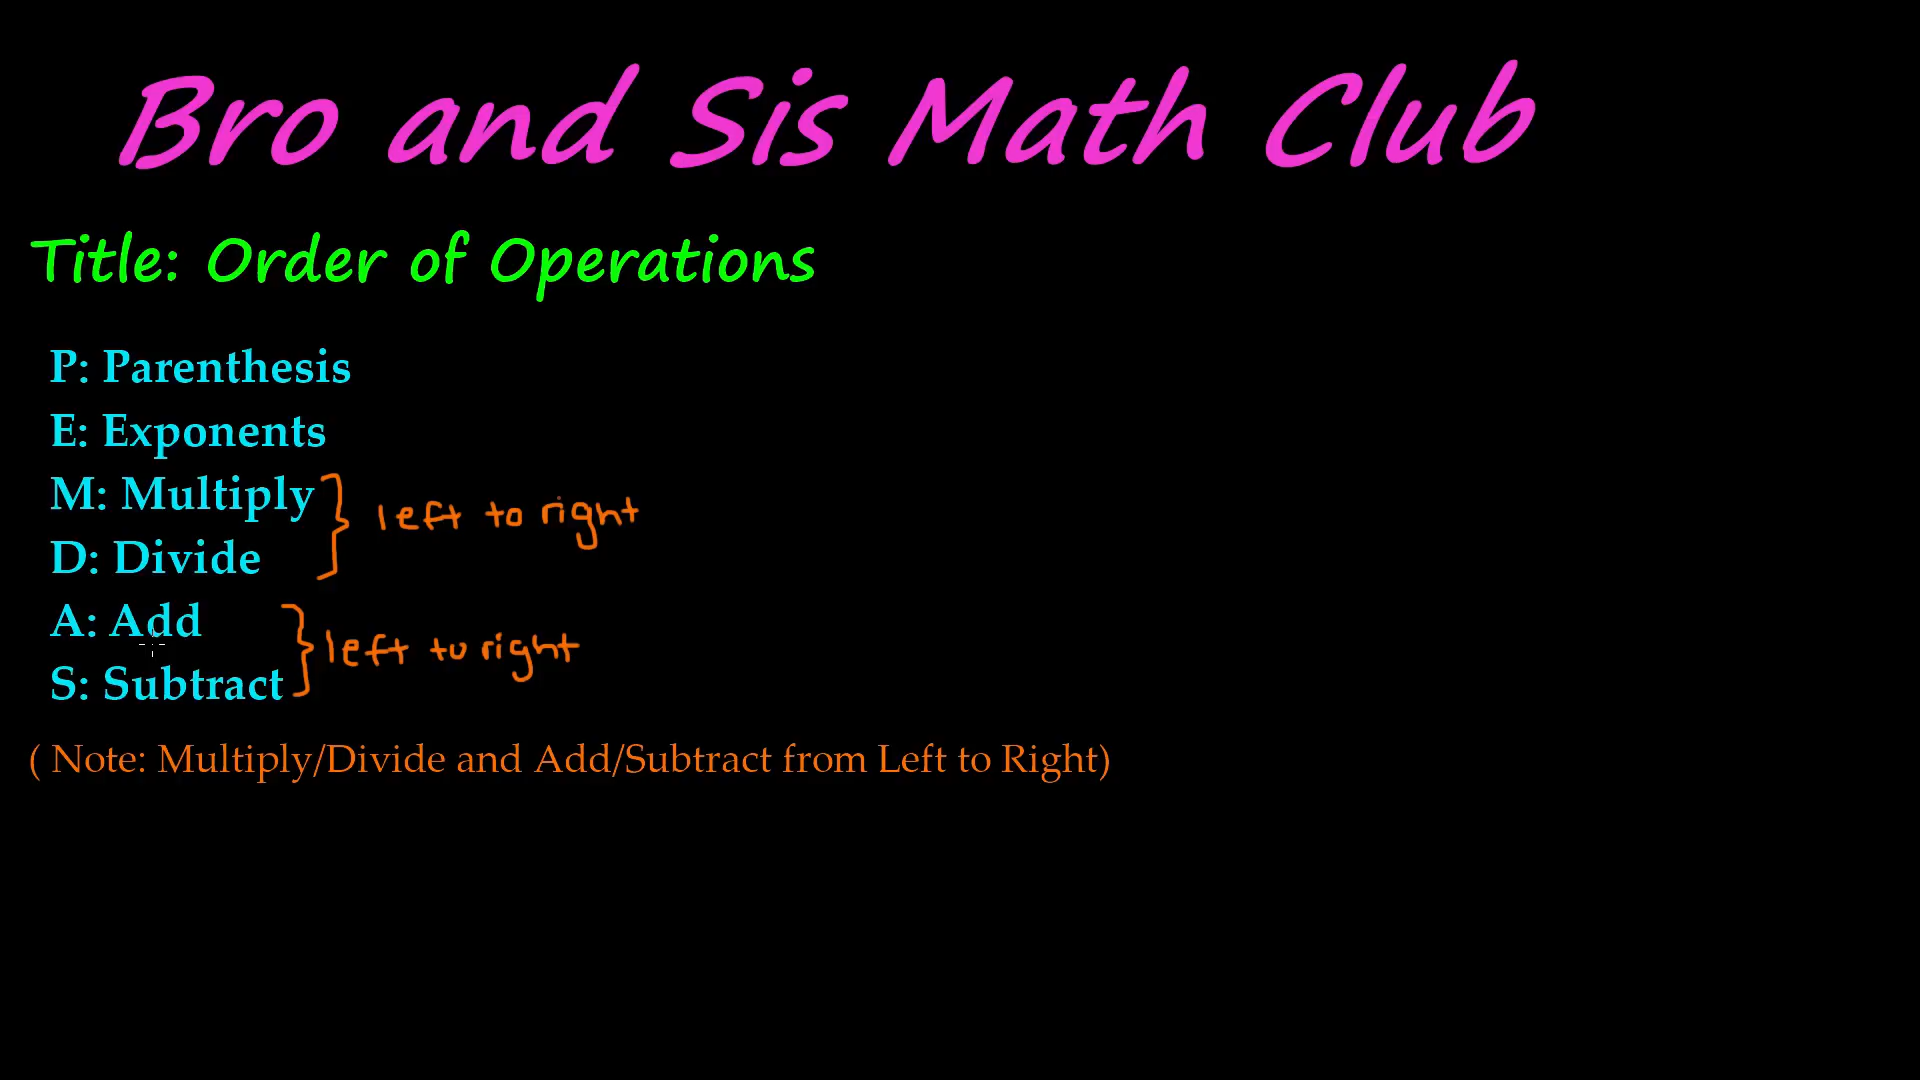 Bro and Sis Math Club
Title: Order of Operations
P: Parenthesis
E: Exponents
M: Multiply
left to right
D: Divide
A: Add
left to right
S: Subtract
( Note: Multiply/Divide and Add/Subtract from Left to Right)